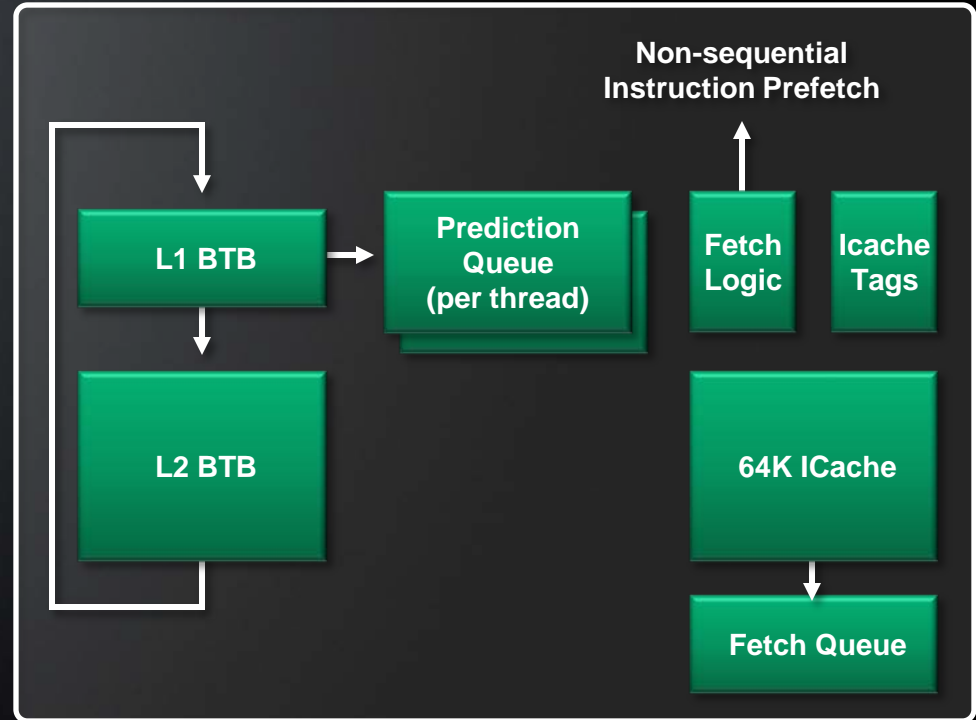 Non-sequential
Instruction Prefetch
L1 BTB
Prediction
Queue
(per thread)
Fetch
Logic
Icache
Tags
L2 BTB
64K ICache
Fetch Queue